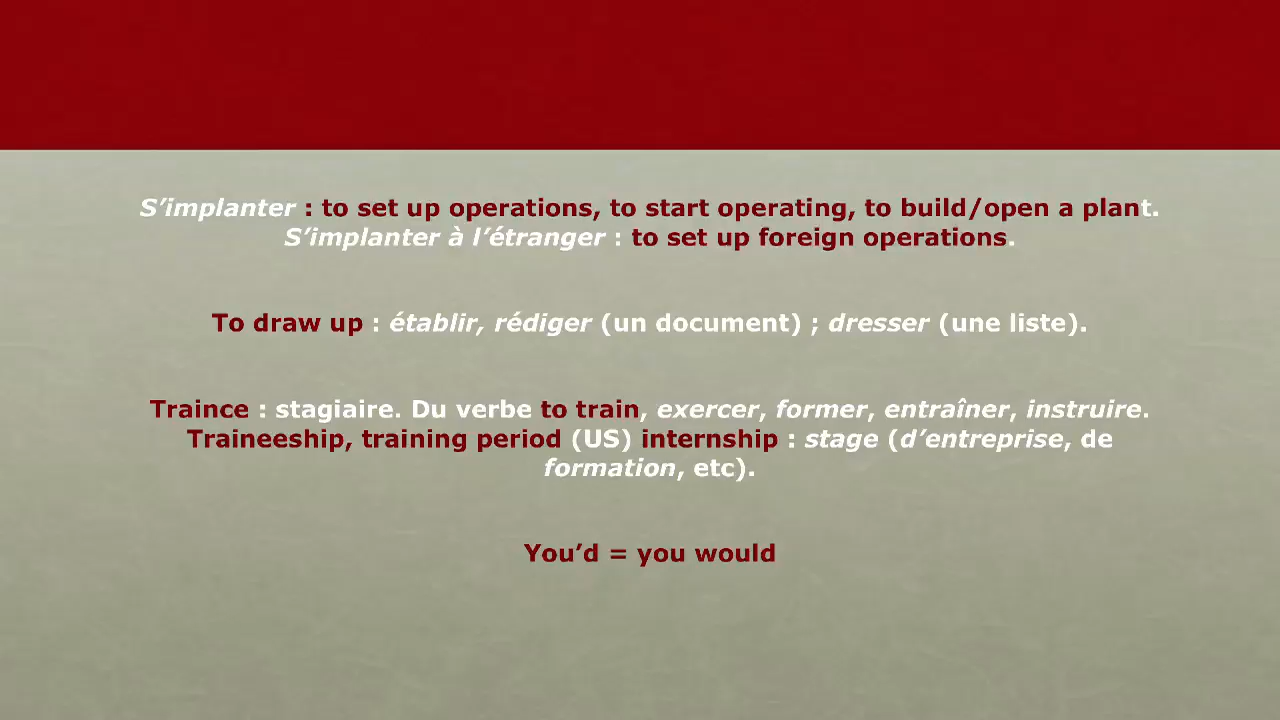 S’implanter : to set up operations, to start operating, to build/open a plant.
S’implanter à l’étranger : to set up foreign operations.
To draw up : établir, rédiger (un document) ; dresser (une liste).
Traince : stagiaire. Du verbe to train, exercer, former, entraîner, instruire.
Traineeship, training period (US) internship : stage (d’entreprise, de
formation, etc).
You’d = you would